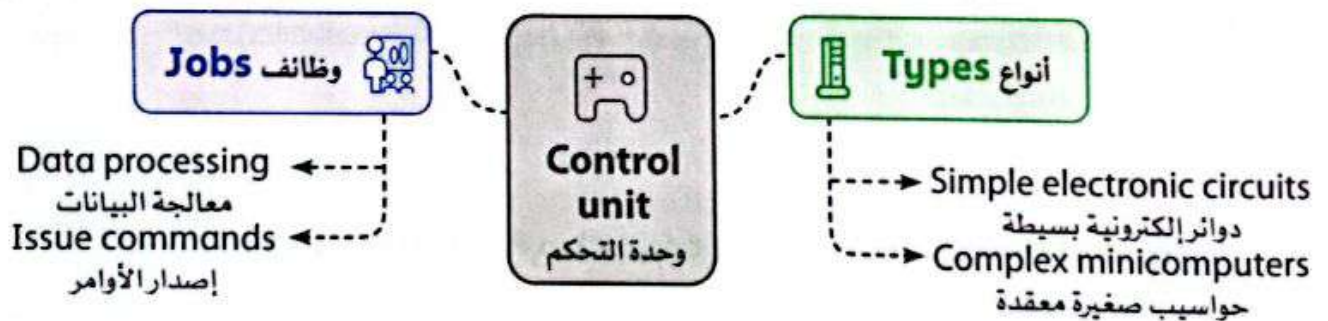 Jobs وظائف
Data processing
معالجة البيانات
Issue commands
إصدار الأوامر
Control
unit
وحدة التحكم
Types أنواع
Simple electronic circuits
دوائر إلكترونية بسيطة
Complex minicomputers
حواسيب صغيرة معقدة